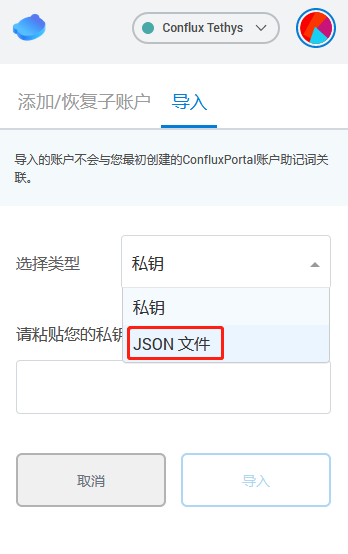 Conflux Tethys
添加/恢复子账户
导入
导入的账户不会与您最初创建的ConfluxPortal账户助记词关
联。
选择类型
私钥
私钥
JSON 文件
请粘贴您的私钥
取消
导入